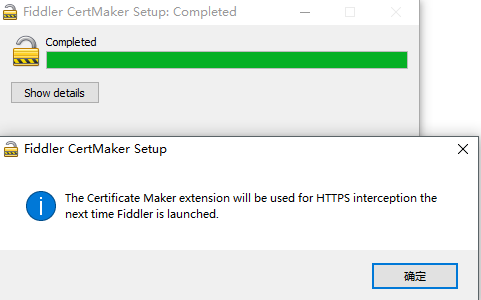 Fiddler CertMaker Setup: Completed
Completed
Show details
Fiddler CertMaker Setup
The Certificate Maker extension will be used for HTTPS interception the
next time Fiddler is launched.
确定